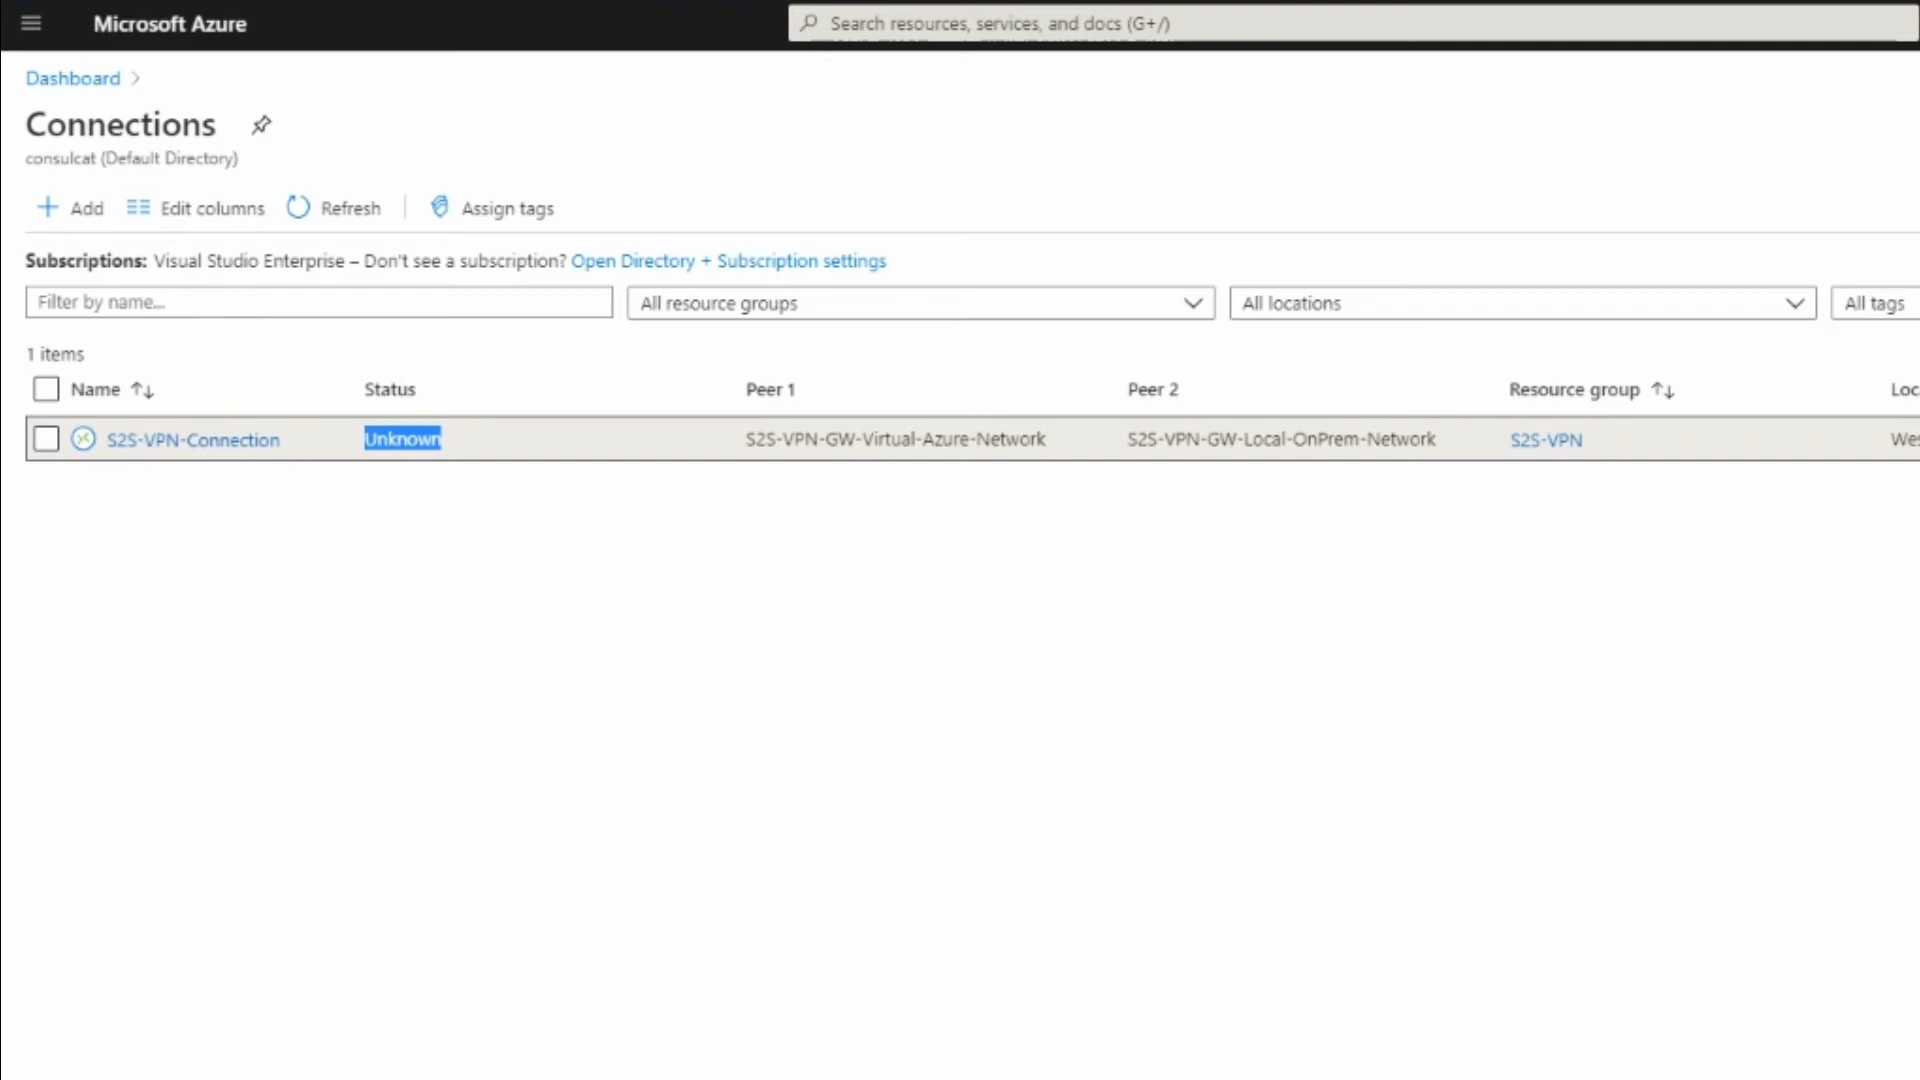 Microsoft Azure
Search resources, services, and docs (G+/)
Dashboard
Connections
consulcat (Default Directory)
Add Edit columns Refresh Assign tags
Subscriptions: Visual Studio Enterprise – Don't see a subscription? Open Directory + Subscription settings
Filter by name... All resource groups All locations All tags
1 items
Name Status Peer 1 Peer 2 Resource group Loc
S2S-VPN-Connection Unknown S2S-VPN-GW-Virtual-Azure-Network S2S-VPN-GW-Local-OnPrem-Network S2S-VPN Wes